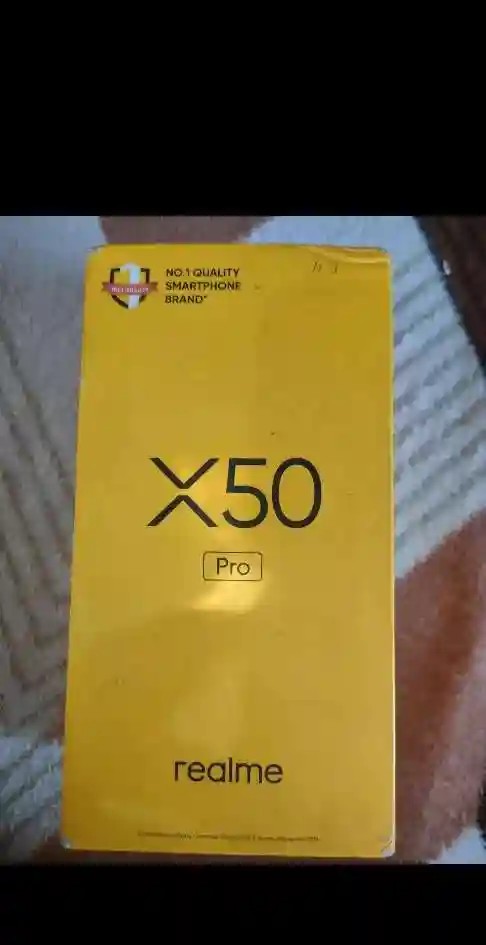 NO.1 QUALITY
SMARTPHONE
BRAND*
X50
Pro
realme